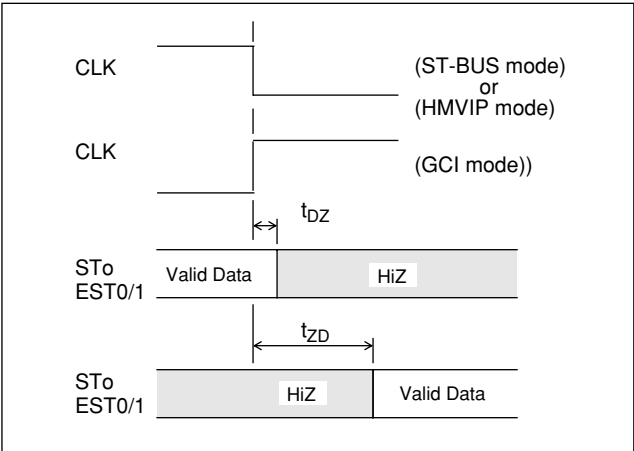 CLK (ST-BUS mode)
or
(HMVIP mode)
CLK (GCI mode))
tDZ
STo
EST0/1 Valid Data HiZ
tZD
STo
EST0/1 HiZ Valid Data